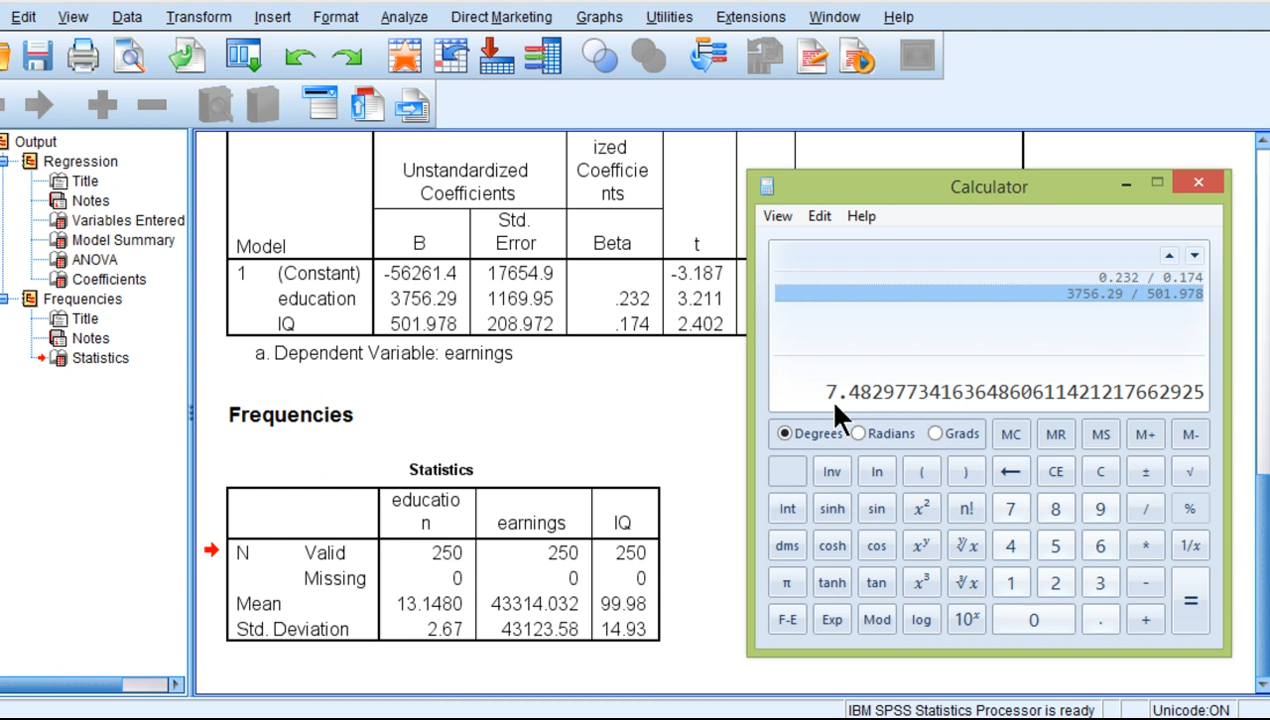 Edit View Data Transform Insert Format Analyze Direct Marketing Graphs Utilities Extensions Window Help
Output
Regression
Title
Notes
Variables Entered
Model Summary
ANOVA
Coefficients
Frequencies
Title
Notes
Statistics
Model Unstandardized Coefficients ized Coefficie nts t
B Std. Error Beta
1 (Constant) -56261.4 17654.9 -3.187
education 3756.29 1169.95 .232 3.211
IQ 501.978 208.972 .174 2.402
a. Dependent Variable: earnings
Frequencies
Statistics
educatio n earnings IQ
N Valid 250 250 250
Missing 0 0 0
Mean 13.1480 43314.032 99.98
Std. Deviation 2.67 43123.58 14.93
Calculator
View Edit Help
0.232 / 0.174
3756.29 / 501.978
7.4829773416364860611421217662925
Degrees Radians Grads MC MR MS M+ M-
Inv ln ( ) ← CE C ± √
Int sinh sin x² n! 7 8 9 / %
dms cosh cos xʸ ʸ√x 4 5 6 * 1/x
π tanh tan x³ ³√x 1 2 3 - =
F-E Exp Mod log 10ˣ 0 . +
IBM SPSS Statistics Processor is ready Unicode:ON